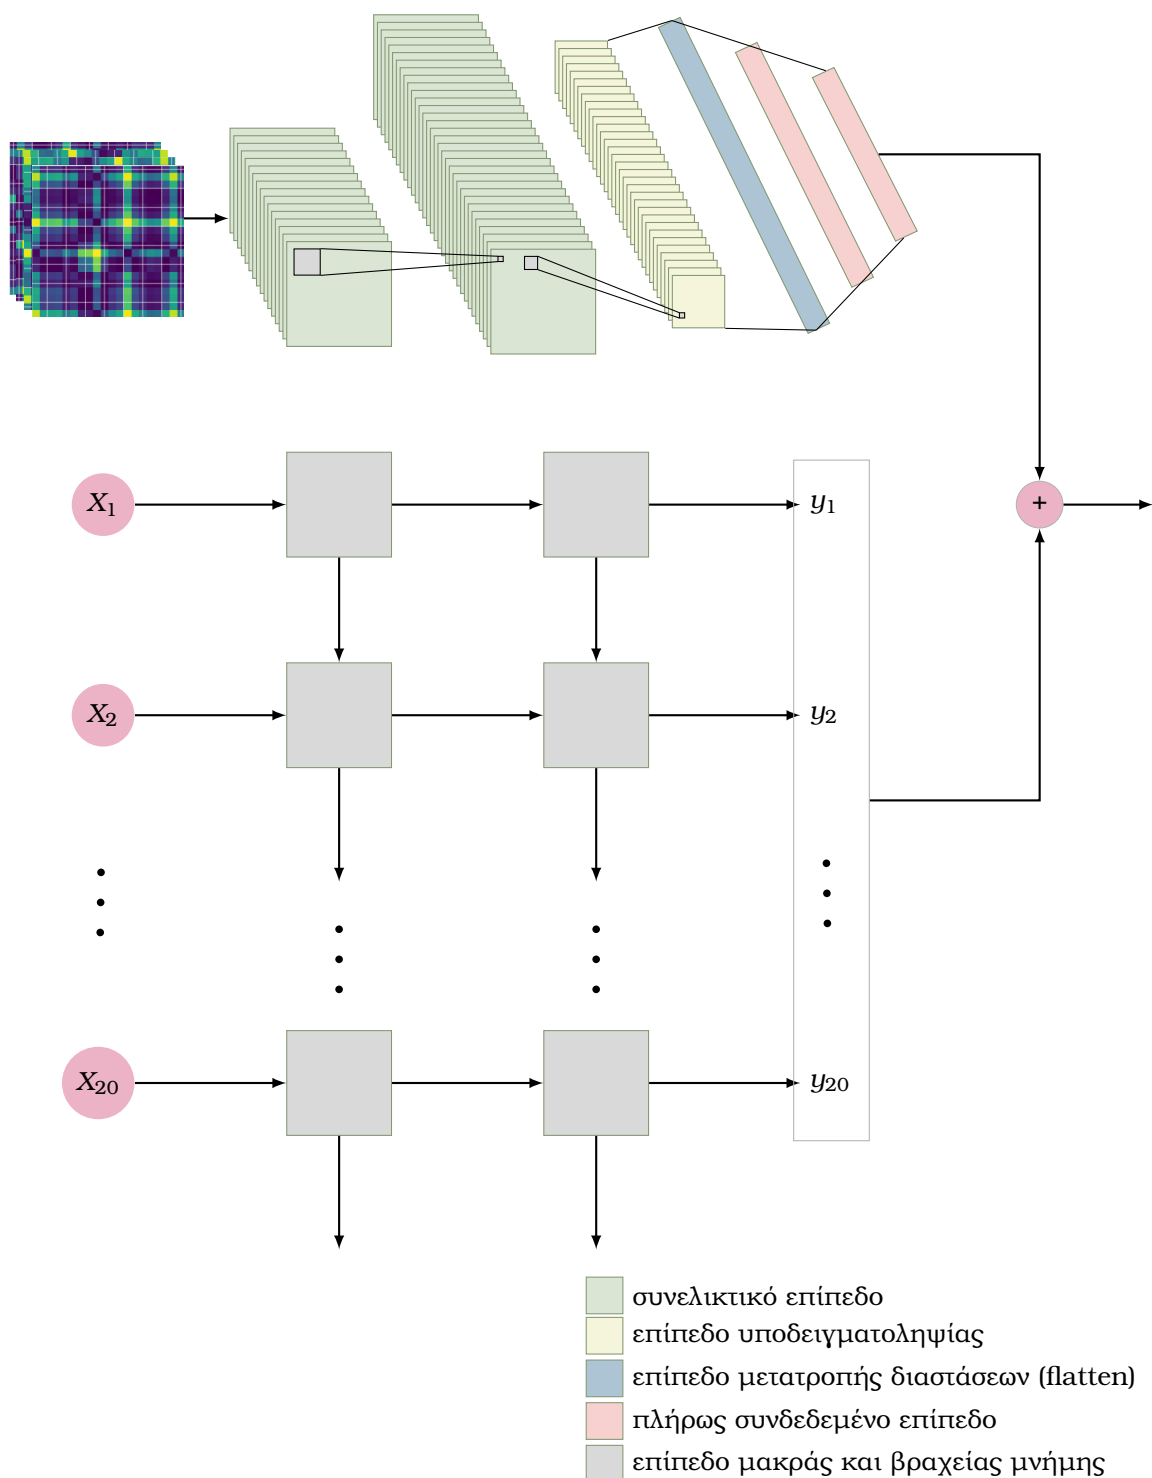 X₁
y₁
+
X₂
y₂
X₂₀
y₂₀
συνελικτικό επίπεδο
επίπεδο υποδειγματοληψίας
επίπεδο μετατροπής διαστάσεων (flatten)
πλήρως συνδεδεμένο επίπεδο
επίπεδο μακράς και βραχείας μνήμης